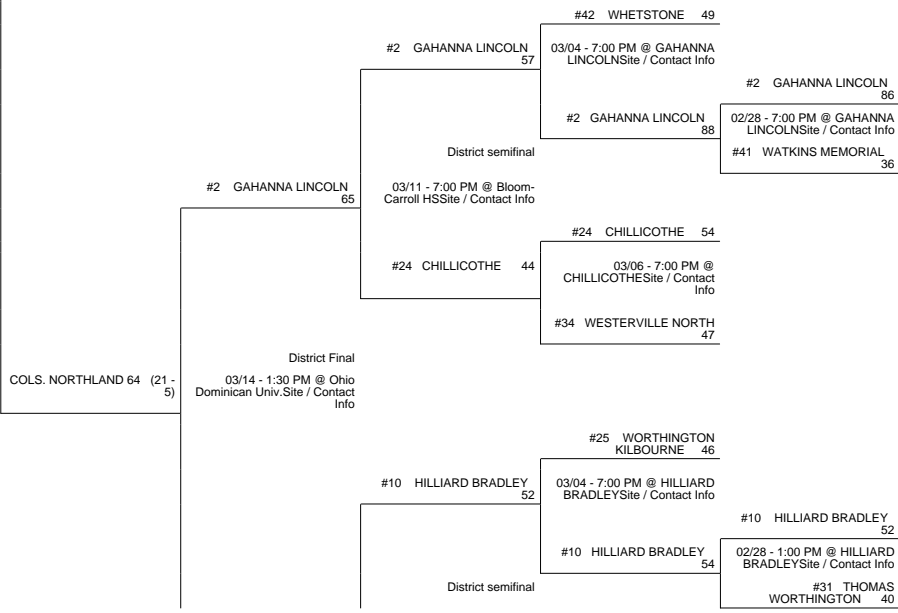 #42 WHETSTONE 49
#2 GAHANNA LINCOLN
57
03/04 - 7:00 PM @ GAHANNA
LINCOLNSite / Contact Info
#2 GAHANNA LINCOLN
86
#2 GAHANNA LINCOLN
88
02/28 - 7:00 PM @ GAHANNA
LINCOLNSite / Contact Info
#41 WATKINS MEMORIAL
36
District semifinal
#2 GAHANNA LINCOLN
65
03/11 - 7:00 PM @ Bloom-
Carroll HSSite / Contact Info
#24 CHILLICOTHE 54
#24 CHILLICOTHE 44
03/06 - 7:00 PM @
CHILLICOTHESite / Contact
Info
#34 WESTERVILLE NORTH
47
District Final
COLS. NORTHLAND 64 (21 -
5)
03/14 - 1:30 PM @ Ohio
Dominican Univ.Site / Contact
Info
#25 WORTHINGTON
KILBOURNE 46
#10 HILLIARD BRADLEY
52
03/04 - 7:00 PM @ HILLIARD
BRADLEYSite / Contact Info
#10 HILLIARD BRADLEY
52
#10 HILLIARD BRADLEY
54
02/28 - 1:00 PM @ HILLIARD
BRADLEYSite / Contact Info
District semifinal
#31 THOMAS
WORTHINGTON 40